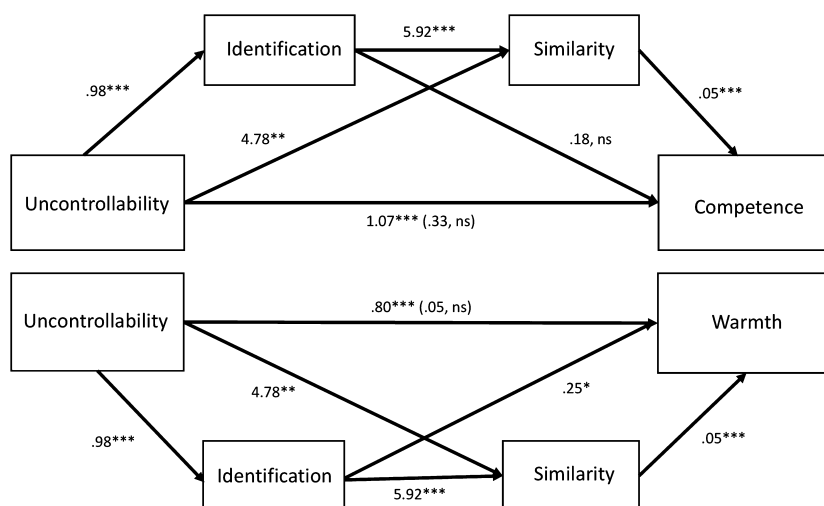 5.92***
Identification
Similarity
.98***
.05***
4.78**
.18, ns
Uncontrollability
Competence
1.07*** (.33, ns)
Uncontrollability
.80*** (.05, ns)
Warmth
4.78**
.25*
.98***
.05***
Identification
Similarity
5.92***